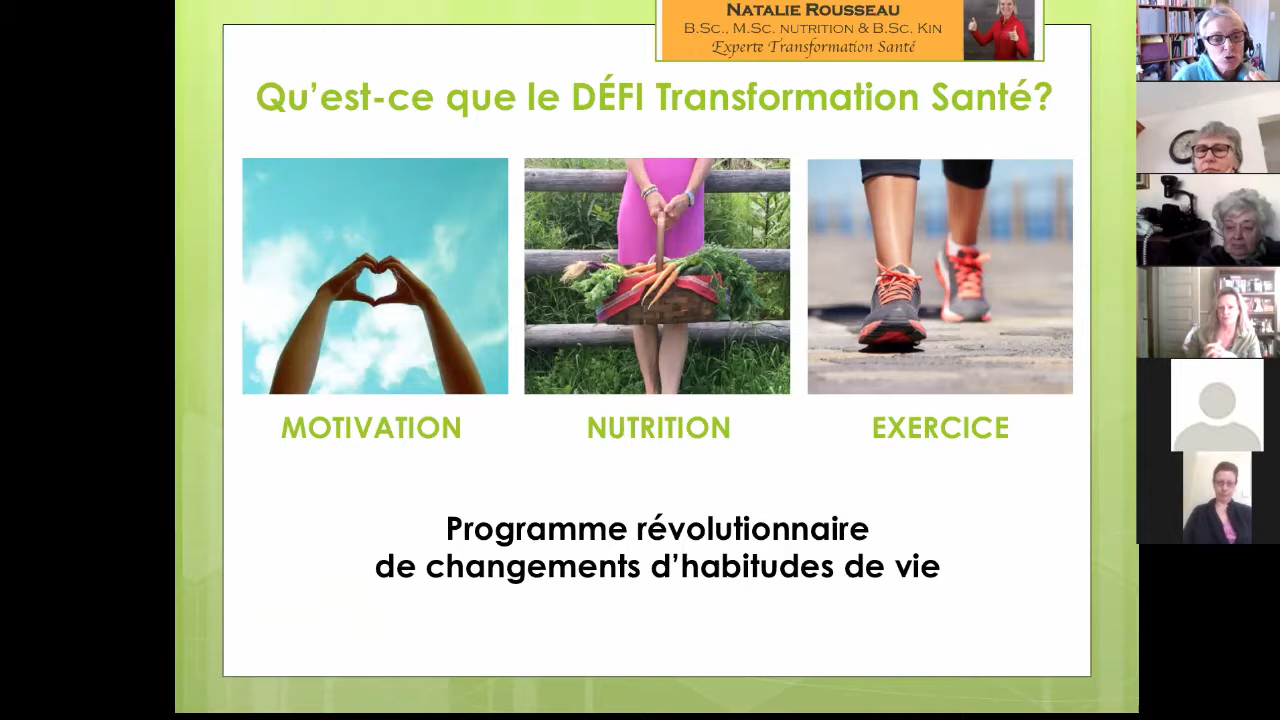 Natalie Rousseau
B.Sc., M.Sc. nutrition & B.Sc. Kin
Experte Transformation Santé
Qu’est-ce que le DÉFI Transformation Santé?
MOTIVATION
NUTRITION
EXERCICE
Programme révolutionnaire
de changements d’habitudes de vie